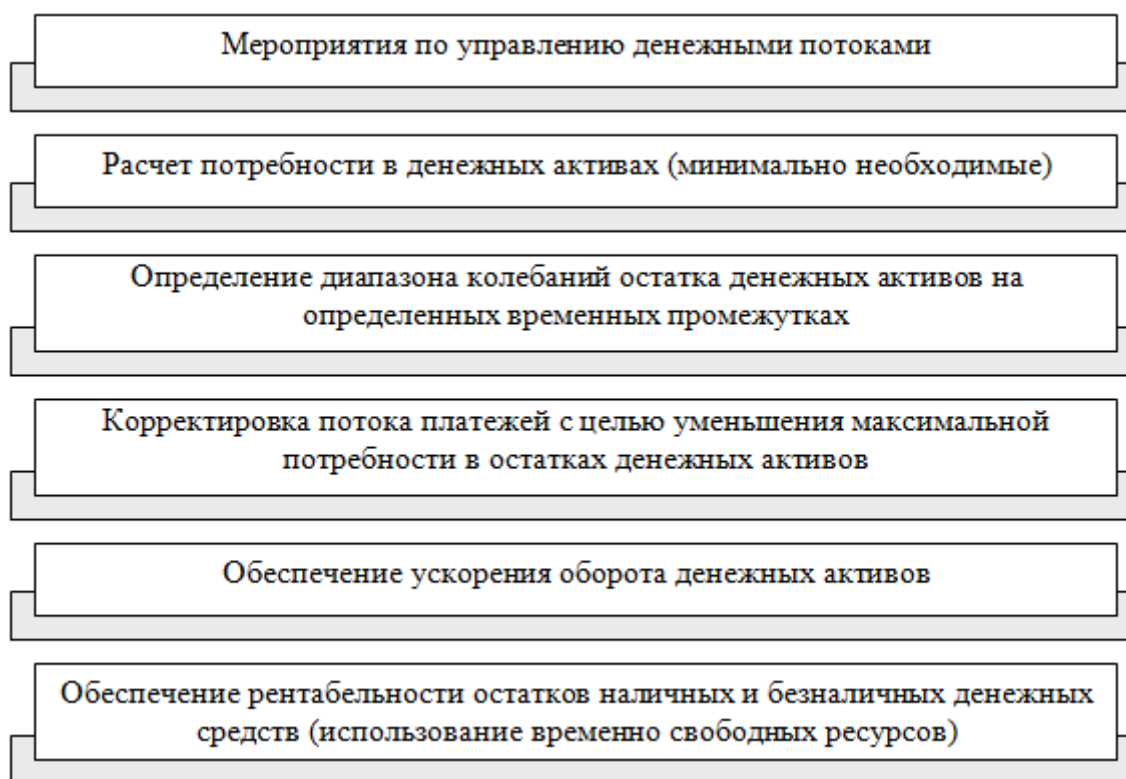 Мероприятия по управлению денежными потоками
Расчет потребности в денежных активах (минимально необходимые)
Определение диапазона колебаний остатка денежных активов на
определенных временных промежутках
Корректировка потока платежей с целью уменьшения максимальной
потребности в остатках денежных активов
Обеспечение ускорения оборота денежных активов
Обеспечение рентабельности остатков наличных и безналичных денежных
средств (использование временно свободных ресурсов)